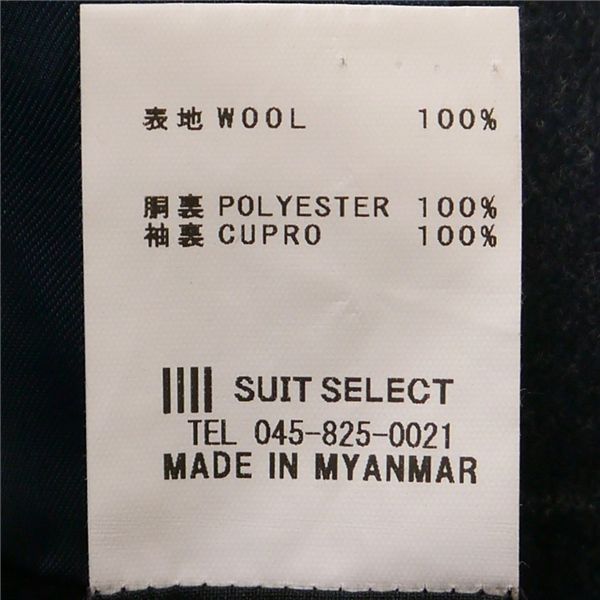 表地 WOOL 100%
胴裏 POLYESTER 100%
袖裏 CUPRO 100%
SUIT SELECT
TEL 045-825-0021
MADE IN MYANMAR